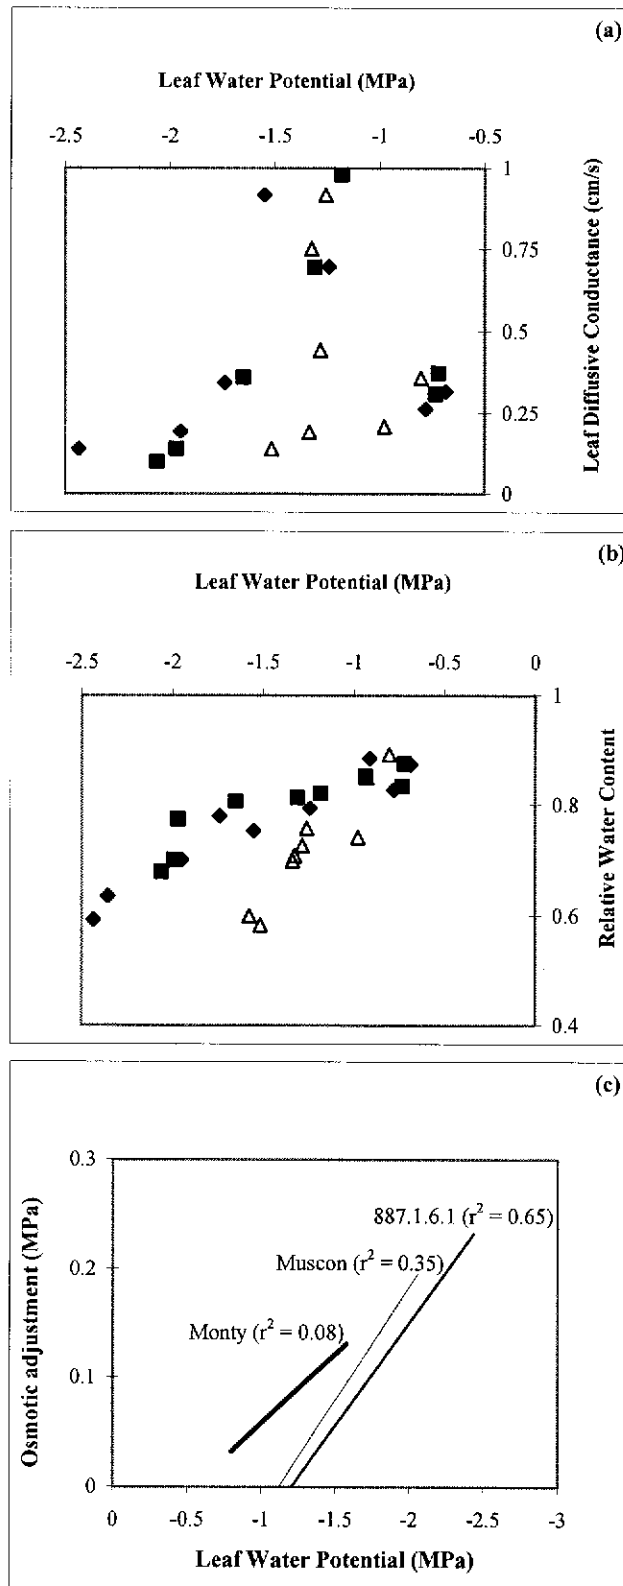 (a)
Leaf Water Potential (MPa)
-2.5 -2 -1.5 -1 -0.5
1
0.75
0.5
0.25
0
Leaf Diffusive Conductance (cm/s)
(b)
Leaf Water Potential (MPa)
-2.5 -2 -1.5 -1 -0.5 0
1
0.8
0.6
0.4
Relative Water Content
(c)
Osmotic adjustment (MPa)
0.3
0.2
0.1
0
887.1.6.1 (r² = 0.65)
Muscon (r² = 0.35)
Monty (r² = 0.08)
0 -0.5 -1 -1.5 -2 -2.5 -3
Leaf Water Potential (MPa)